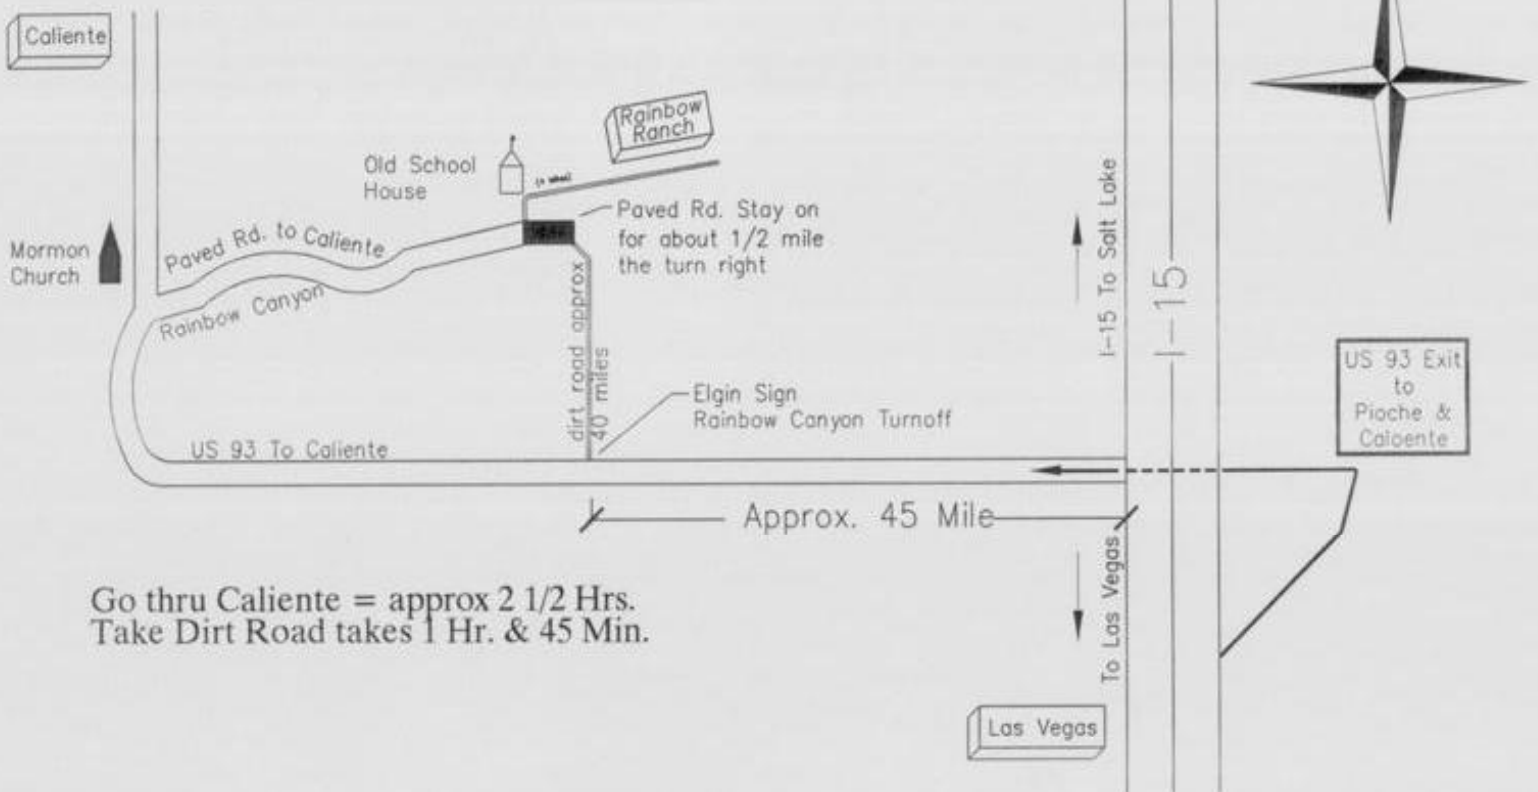 Caliente
Rainbow
Ranch
Old School
House
Paved Rd. Stay on
for about 1/2 mile
the turn right
Mormon
Church
Paved Rd. to Caliente
Rainbow Canyon
dirt road approx
40 miles
Elgin Sign
Rainbow Canyon Turnoff
US 93 To Caliente
I-15 To Salt Lake
I-15
US 93 Exit
to
Pioche &
Caloente
Approx. 45 Mile
To Las Vegas
Las Vegas
Go thru Caliente = approx 2 1/2 Hrs.
Take Dirt Road takes 1 Hr. & 45 Min.